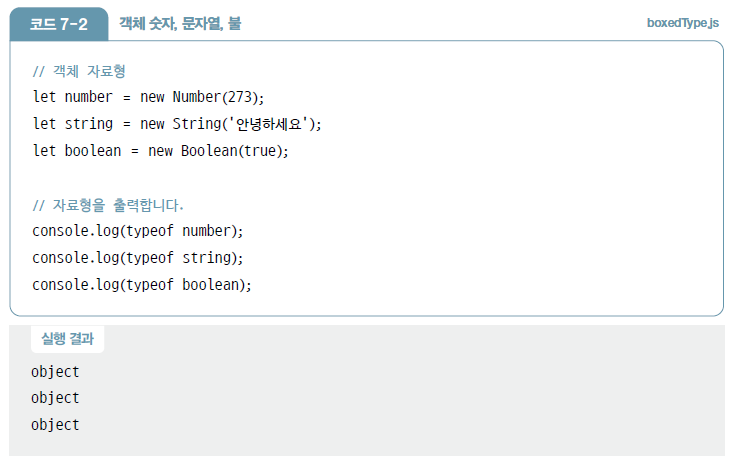 코드 7-2 객체 숫자, 문자열, 불 boxedType.js
// 객체 자료형
let number = new Number(273);
let string = new String('안녕하세요');
let boolean = new Boolean(true);
// 자료형을 출력합니다.
console.log(typeof number);
console.log(typeof string);
console.log(typeof boolean);
실행 결과
object
object
object